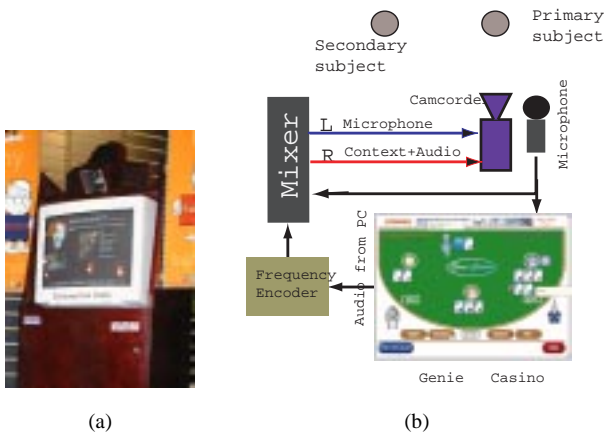 Primary
subject
Secondary
subject
Camcorder
Mixer
L Microphone
R Context+Audio
Microphone
Frequency
Encoder
Audio from PC
Genie Casino
(a)
(b)